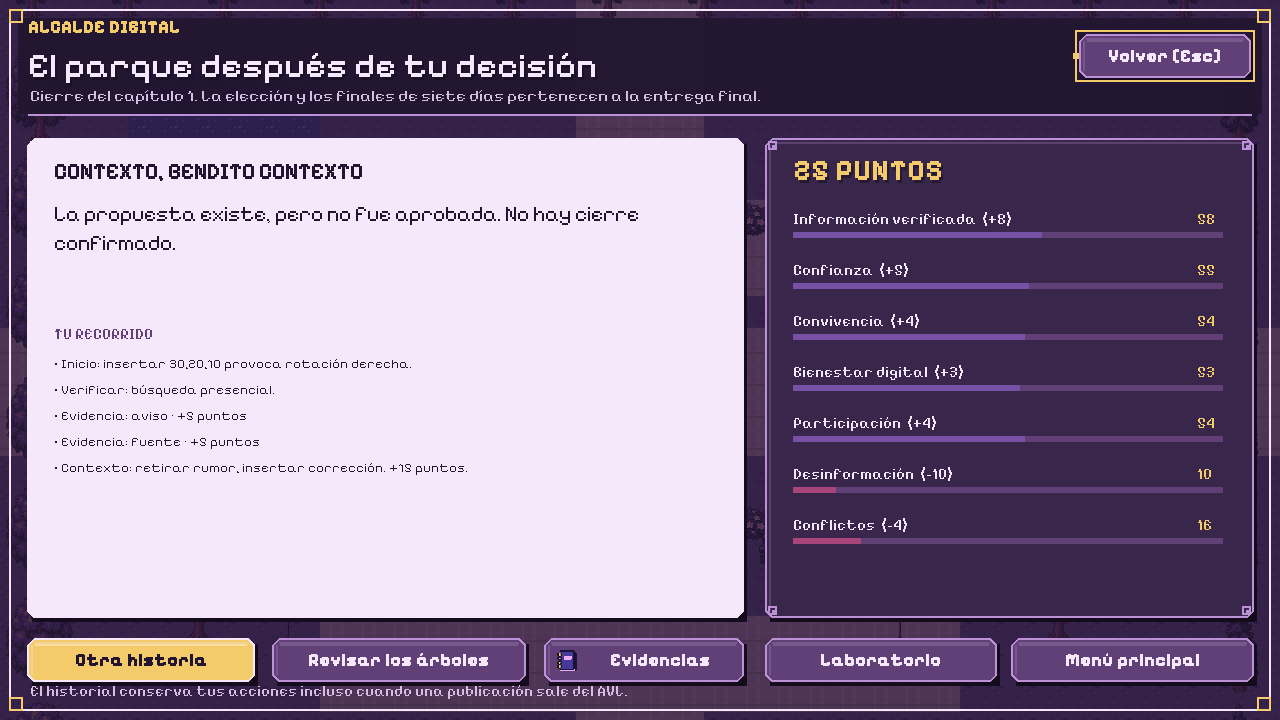 ALCALDE DIGITAL
El parque después de tu decisión
Cierre del capítulo 1. La elección y los finales de siete días pertenecen a la entrega final.
Volver (Esc)
CONTEXTO, BENDITO CONTEXTO
La propuesta existe, pero no fue aprobada. No hay cierre
confirmado.
TU RECORRIDO
· Inicio: insertar 30,20,10 provoca rotación derecha.
· Verificar: búsqueda presencial.
· Evidencia: aviso · +5 puntos
· Evidencia: fuente · +5 puntos
· Contexto: retirar rumor, insertar corrección. +15 puntos.
25 PUNTOS
Información verificada (+8) 58
Confianza (+5) 55
Convivencia (+4) 54
Bienestar digital (+3) 53
Participación (+4) 54
Desinformación (-10) 10
Conflictos (-4) 16
Otra historia
Revisar los árboles
Evidencias
Laboratorio
Menú principal
El historial conserva tus acciones incluso cuando una publicación sale del AVL.